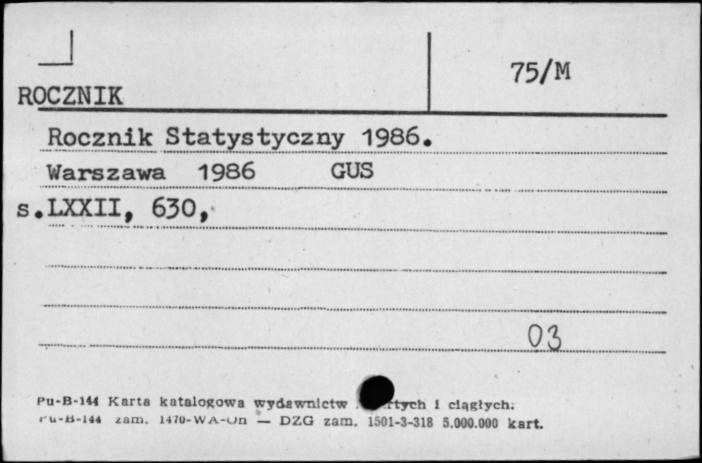 75/M
ROCZNIK
Rocznik Statystyczny 1986.
Warszawa 1986 GUS
s.LXXII, 630,
03
Pu-B-144 Karta katalogowa wydawnictw i ciągłych.
Pu-B-144 zam. 1470-WA-Un — DZG zam. 1501-3-318 5.000.000 kart.